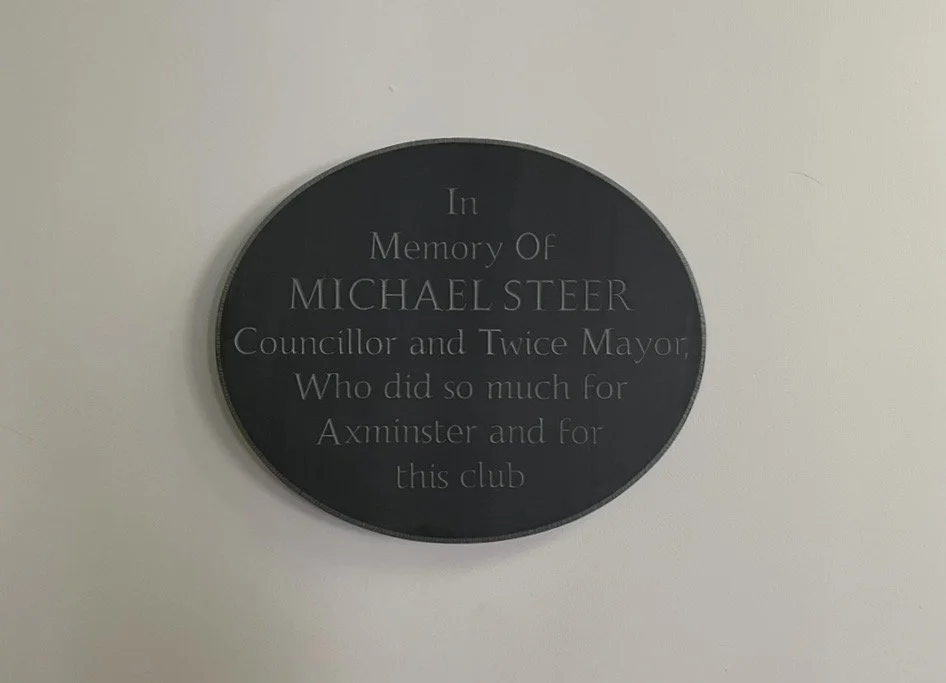 In
Memory Of
MICHAEL STEER
Councillor and Twice Mayor,
Who did so much for
Axminster and for
this club